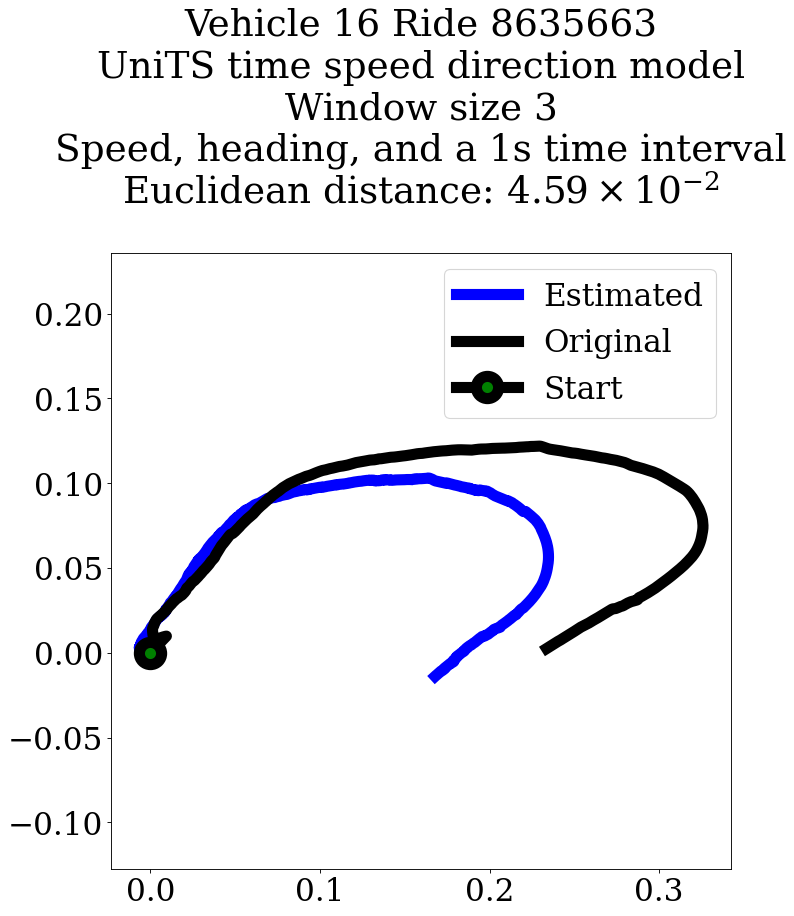 Vehicle 16 Ride 8635663
UniTS time speed direction model
Window size 3
Speed, heading, and a 1s time interval
Euclidean distance: 4.59 × 10⁻²
Estimated
Original
Start
0.20
0.15
0.10
0.05
0.00
−0.05
−0.10
0.0 0.1 0.2 0.3